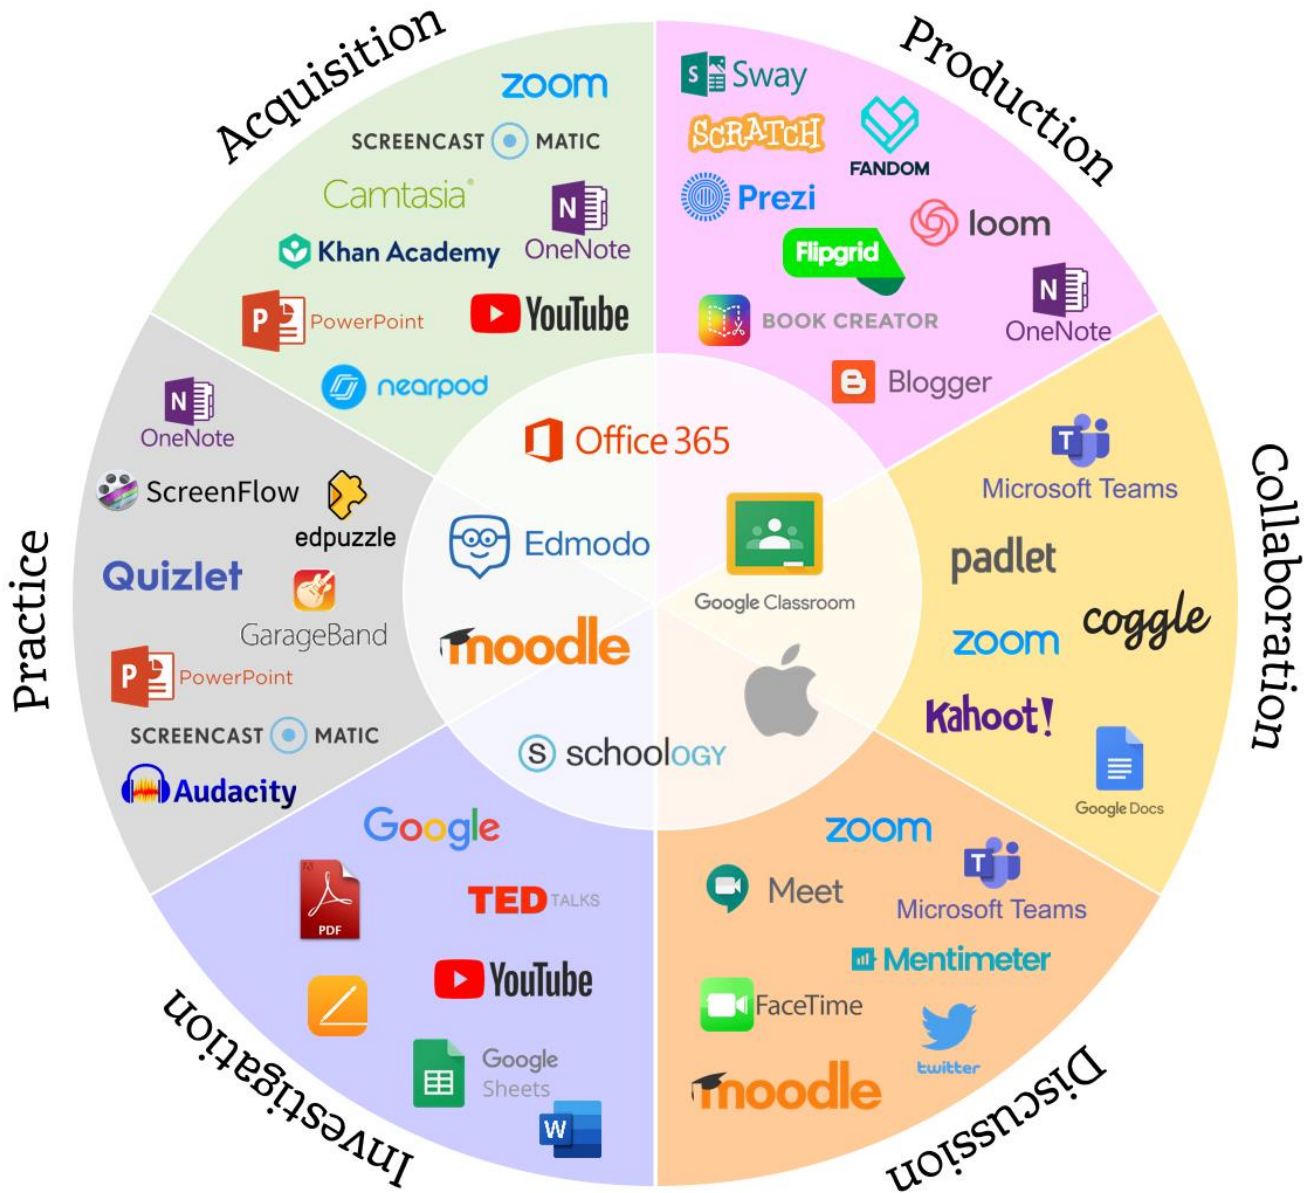 Acquisition
zoom
SCREENCAST MATIC
Camtasia®
N
OneNote
Khan Academy
P
PowerPoint
YouTube
nearpod
Production
S
Sway
SCRATCH
FANDOM
Prezi
loom
Flipgrid
N
OneNote
BOOK CREATOR
B
Blogger
Collaboration
T
Microsoft Teams
padlet
coggle
zoom
Kahoot!
Google Docs
Discussion
zoom
T
Meet
Microsoft Teams
Mentimeter
FaceTime
twitter
moodle
Investigation
Google
PDF
TED TALKS
YouTube
Google
Sheets
W
Practice
N
OneNote
ScreenFlow
edpuzzle
Quizlet
GarageBand
P
PowerPoint
SCREENCAST MATIC
Audacity
Office 365
Edmodo
Google Classroom
moodle
S
schoology